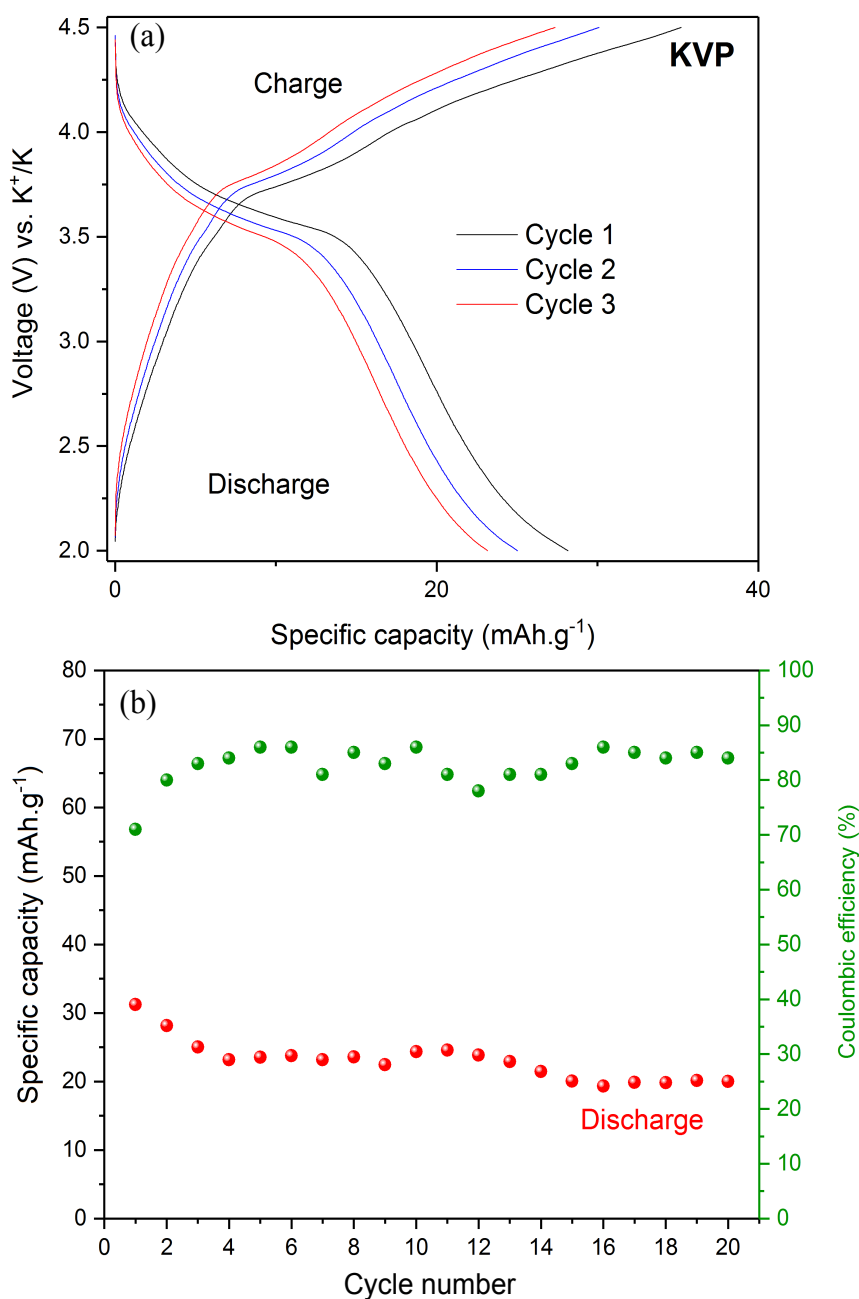 (a)
KVP
Charge
Cycle 1
Cycle 2
Cycle 3
Discharge
4.5
4.0
3.5
3.0
2.5
2.0
Voltage (V) vs. K⁺/K
0
20
40
Specific capacity (mAh.g⁻¹)
(b)
80
70
60
50
40
30
20
10
0
Specific capacity (mAh.g⁻¹)
100
90
80
70
60
50
40
30
20
10
0
Coulombic efficiency (%)
Discharge
0
2
4
6
8
10
12
14
16
18
20
Cycle number